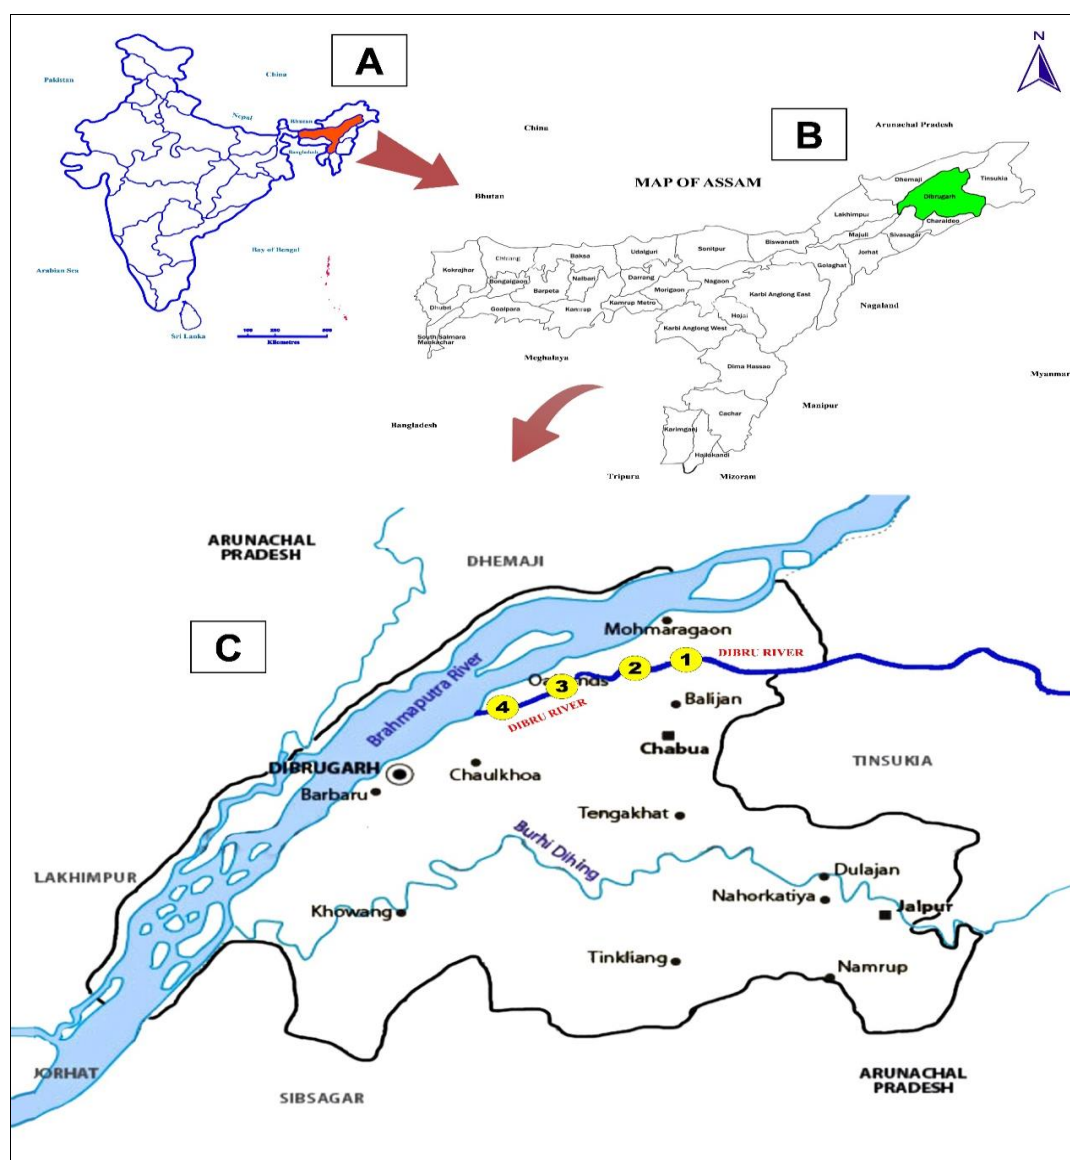 A
N
Pakistan
China
Nepal
Bhutan
Bangladesh
Bay of Bengal
Arabian Sea
Sri Lanka
Kilometres
B
China
Arunachal Pradesh
MAP OF ASSAM
Bhutan
Dhemaji
Tinsukia
Dibrugarh
Lakhimpur
Charaideo
Majuli
Sivasagar
Jorhat
Golaghat
Biswanath
Sonitpur
Udalguri
Baksa
Chirang
Kokrajhar
Bongaigaon
Nalbari
Darrang
Nagaon
Barpeta
Morigaon
Karbi Anglong East
Dhubri
Goalpara
Kamrup
Kamrup Metro
Hojai
Nagaland
South Salmara
Mankachar
Karbi Anglong West
Meghalaya
Dima Hassao
Myanmar
Manipur
Cachar
Bangladesh
Karimganj
Hailakandi
Tripura
Mizoram
ARUNACHAL
PRADESH
DHEMAJI
C
Mohmaragaon
DIBRU RIVER
1
2
3
4
DIBRU RIVER
Balijan
Brahmaputra River
Chabua
DIBRUGARH
Chaulkhoa
TINSUKIA
Barbaru
Tengakhat
Burhi Dihing
LAKHIMPUR
Dulajan
Nahorkatiya
Jalpur
Khowang
Tinkliang
Namrup
JORHAT
SIBSAGAR
ARUNACHAL
PRADESH